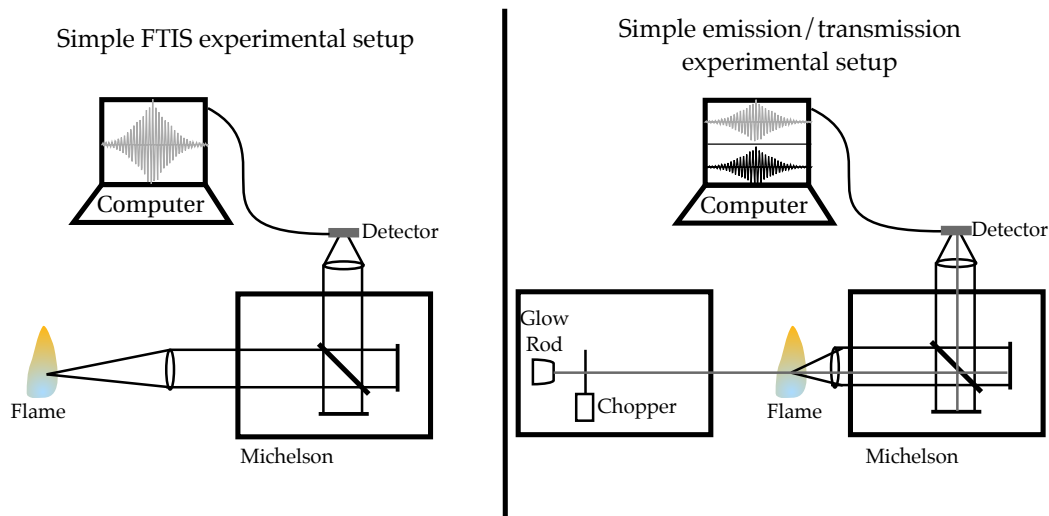 Simple FTIS experimental setup
Computer
Detector
Flame
Michelson
Simple emission/transmission
experimental setup
Computer
Detector
Glow
Rod
Chopper
Flame
Michelson